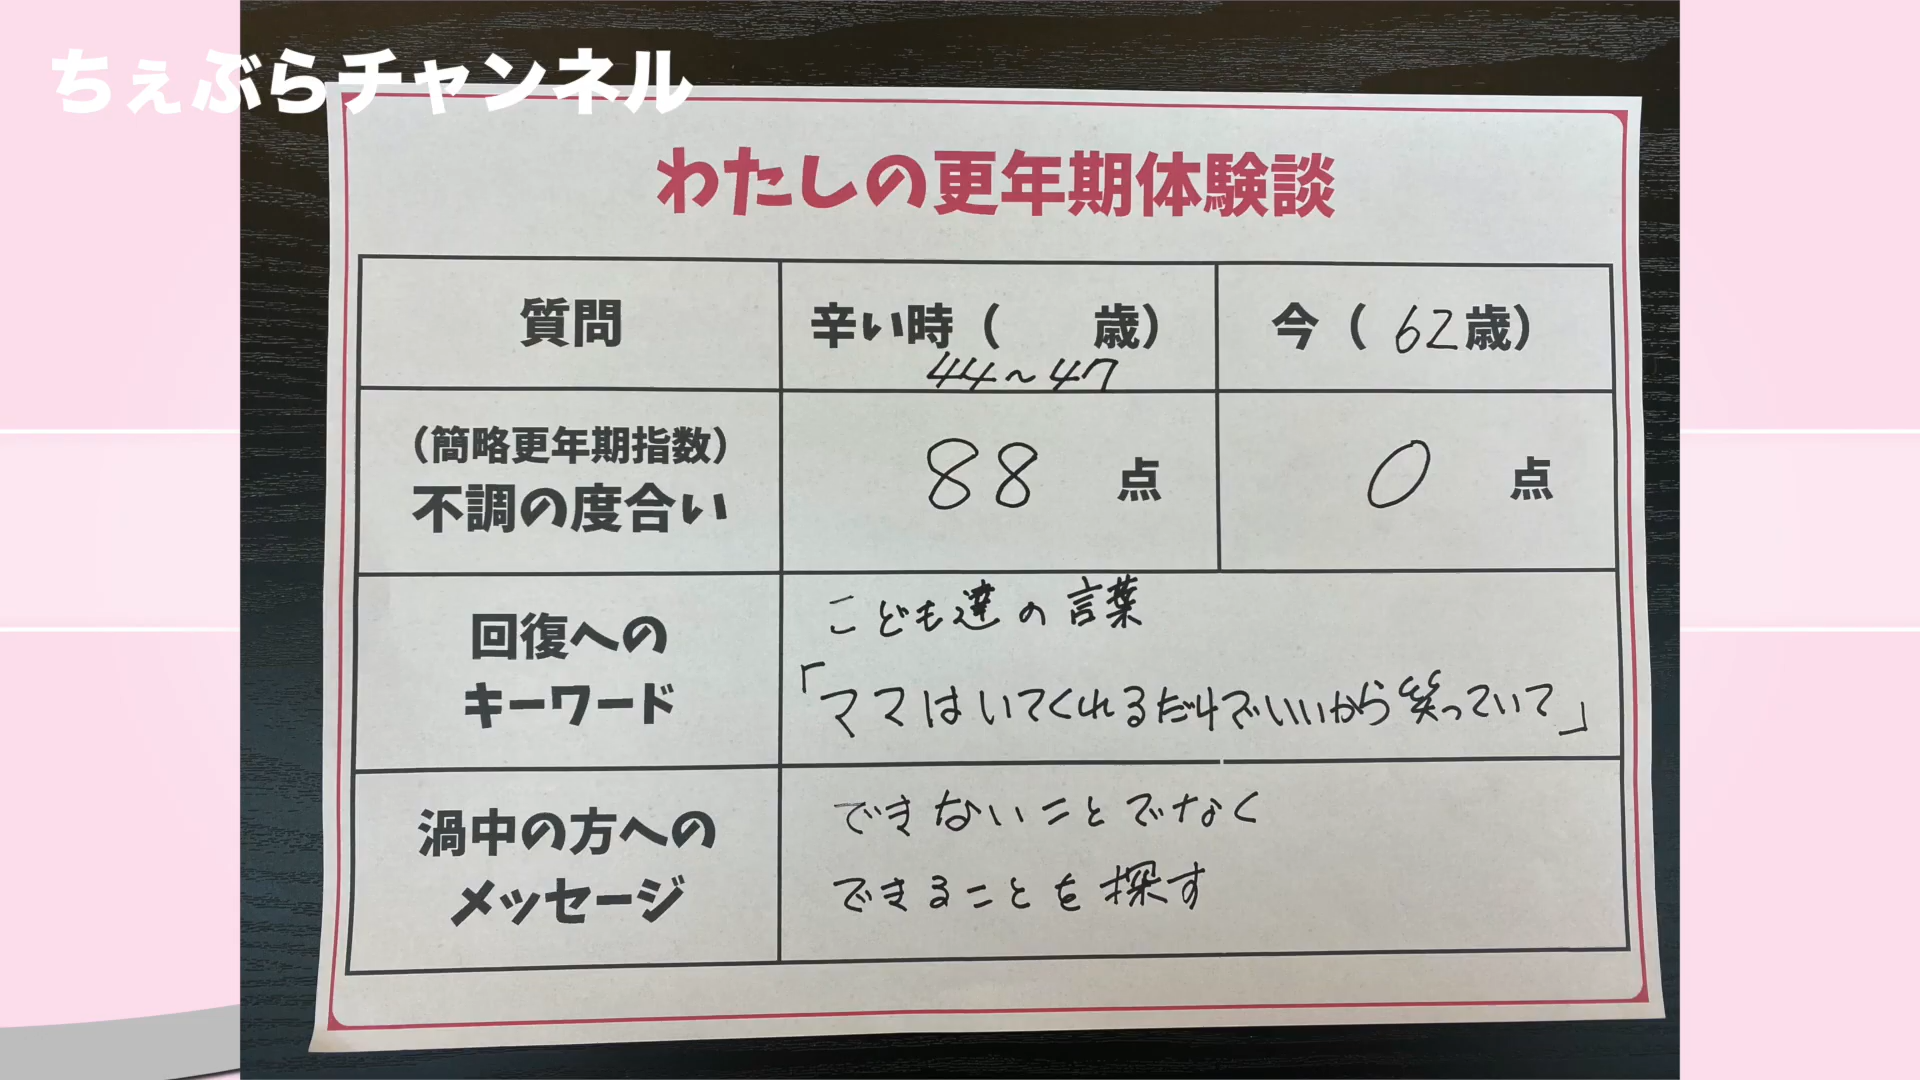 ちぇぶらチャンネル
わたしの更年期体験談
質問
辛い時（　　歳）
44～47
今（62歳）
（簡略更年期指数）
不調の度合い
88 点
0 点
回復への
キーワード
こども達の言葉
「ママはいてくれるだけでいいから笑っていて」
渦中の方への
メッセージ
できないことでなく
できることを探す